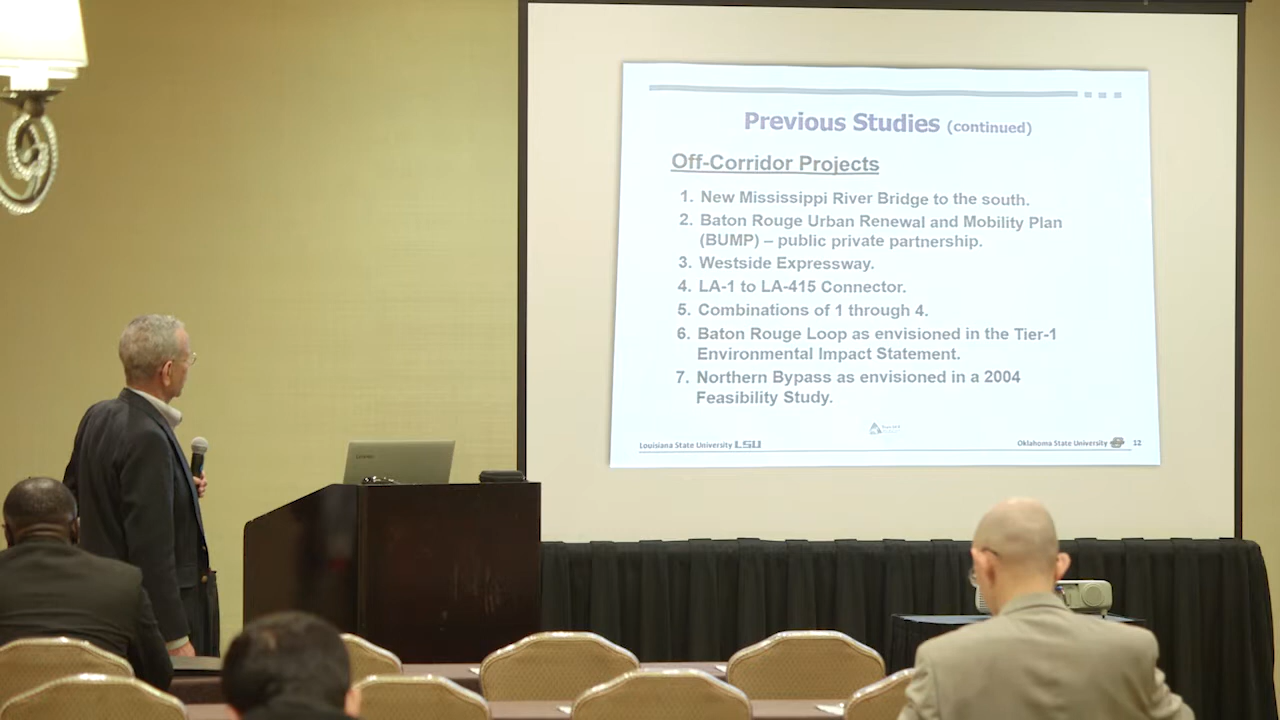 Previous Studies (continued)
Off-Corridor Projects
1. New Mississippi River Bridge to the south.
2. Baton Rouge Urban Renewal and Mobility Plan
(BUMP) – public private partnership.
3. Westside Expressway.
4. LA-1 to LA-415 Connector.
5. Combinations of 1 through 4.
6. Baton Rouge Loop as envisioned in the Tier-1
Environmental Impact Statement.
7. Northern Bypass as envisioned in a 2004
Feasibility Study.
Louisiana State University LSU
Oklahoma State University 12